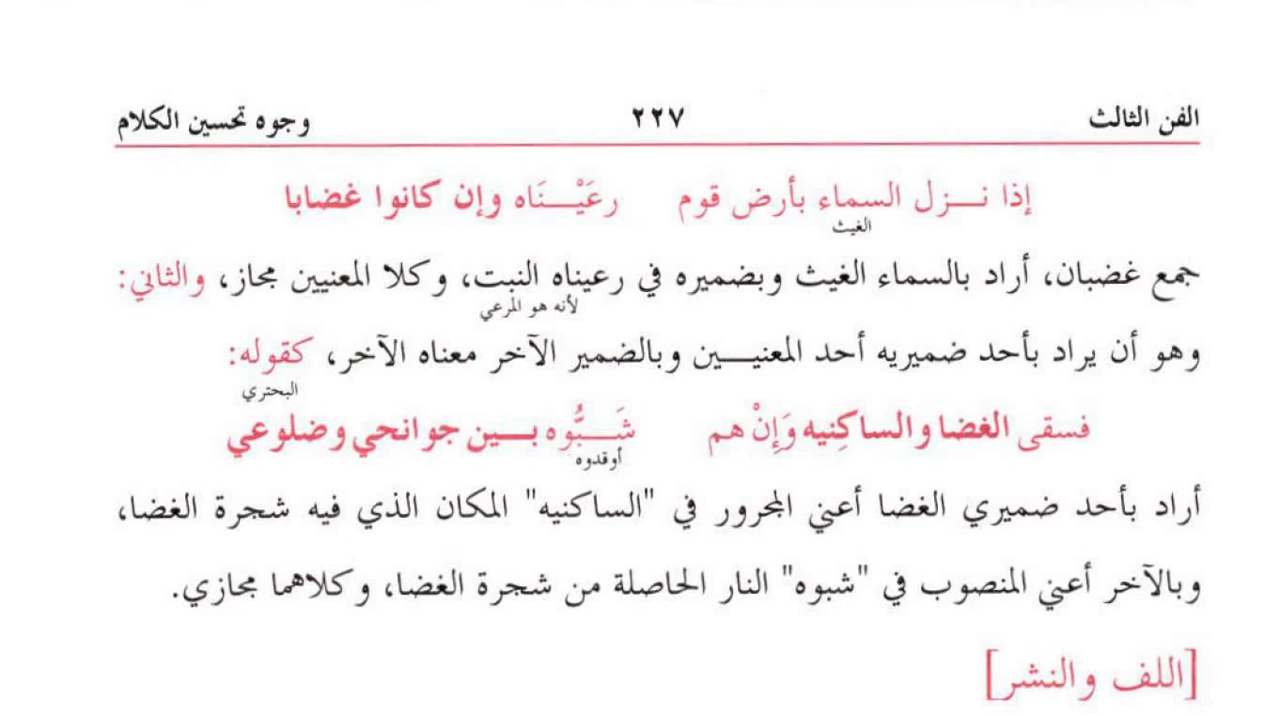 الفن الثالث ٢٢٧ وجوه تحسين الكلام
إذا نـــزل السماء بأرض قوم رعَيْـــنَاه وإن كانوا غضابا
الغيث
جمع غضبان، أراد بالسماء الغيث وبضميره في رعيناه النبت، وكلا المعنيين مجاز، والثاني:
لأنه هو المرعي
وهو أن يراد بأحد ضميريه أحد المعنيـــين وبالضمير الآخر معناه الآخر، كقوله:
البحتري
فسقى الغضا والساكِنيه وَإِنْ هم شَـــبُّوه بـــين جوانحي وضلوعي
أوقدوه
أراد بأحد ضميري الغضا أعني المجرور في "الساكنيه" المكان الذي فيه شجرة الغضا،
وبالآخر أعني المنصوب في "شبوه" النار الحاصلة من شجرة الغضا، وكلاهما مجازي.
[اللف والنشر]